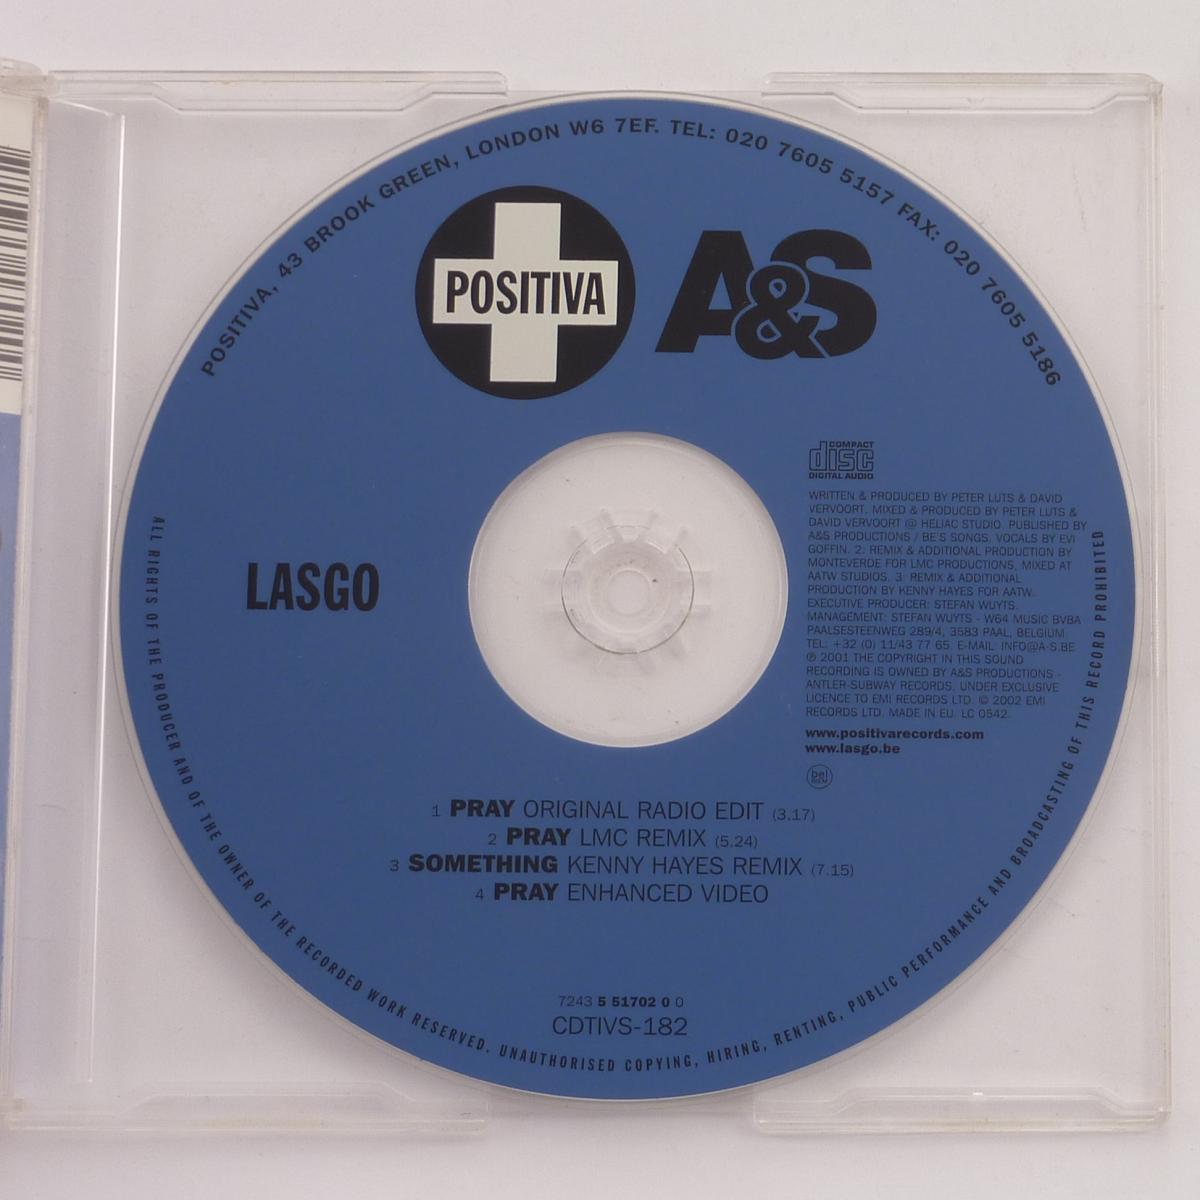 POSITIVA, 43 BROOK GREEN, LONDON W6 7EF. TEL: 020 7605 5157 FAX: 020 7605 5186
POSITIVA
A&S
COMPACT
disc
DIGITAL AUDIO
WRITTEN & PRODUCED BY PETER LUTS & DAVID
VERVOORT. MIXED & PRODUCED BY PETER LUTS &
DAVID VERVOORT @ HELIAC STUDIO. PUBLISHED BY
A&S PRODUCTIONS / BE'S SONGS. VOCALS BY EVI
GOFFIN. 2: REMIX & ADDITIONAL PRODUCTION BY
MONTEVERDE FOR LMC PRODUCTIONS, MIXED AT
AATW STUDIOS. 3: REMIX & ADDITIONAL
PRODUCTION BY KENNY HAYES FOR AATW.
EXECUTIVE PRODUCER: STEFAN WUYTS.
MANAGEMENT: STEFAN WUYTS - W64 MUSIC BVBA
PAALSESTEENWEG 289/4, 3583 PAAL, BELGIUM
TEL: +32 (0) 11/43 77 65. E-MAIL: INFO@A-S.BE
℗ 2001 THE COPYRIGHT IN THIS SOUND
RECORDING IS OWNED BY A&S PRODUCTIONS -
ANTLER-SUBWAY RECORDS, UNDER EXCLUSIVE
LICENCE TO EMI RECORDS LTD. © 2002 EMI
RECORDS LTD. MADE IN EU. LC 0542.
www.positivarecords.com
www.lasgo.be
bel
LASGO
1 PRAY ORIGINAL RADIO EDIT (3.17)
2 PRAY LMC REMIX (5.24)
3 SOMETHING KENNY HAYES REMIX (7.15)
4 PRAY ENHANCED VIDEO
7243 5 51702 0 0
CDTIVS-182
ALL RIGHTS OF THE PRODUCER AND OF THE OWNER OF THE RECORDED WORK RESERVED. UNAUTHORISED COPYING, HIRING, RENTING, PUBLIC PERFORMANCE AND BROADCASTING OF THIS RECORD PROHIBITED